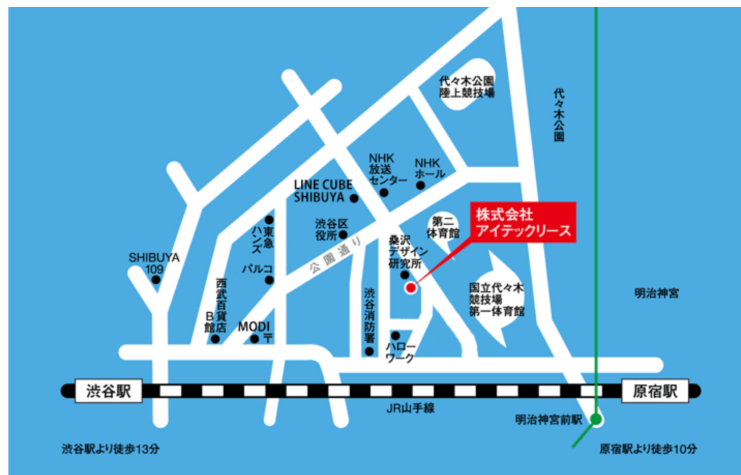 代々木公園
陸上競技場
代々木公園
NHK
放送
センター
NHK
ホール
LINE CUBE
SHIBUYA
株式会社
アイテックリース
第二
体育館
渋谷区
役所
東急
ハンズ
公園通り
桑沢
デザイン
研究所
SHIBUYA
109
パルコ
西武百貨店
B館
国立代々木
競技場
第一体育館
明治神宮
渋谷消防署
MODI
〒
ハロー
ワーク
渋谷駅
原宿駅
JR山手線
明治神宮前駅
渋谷駅より徒歩13分
原宿駅より徒歩10分